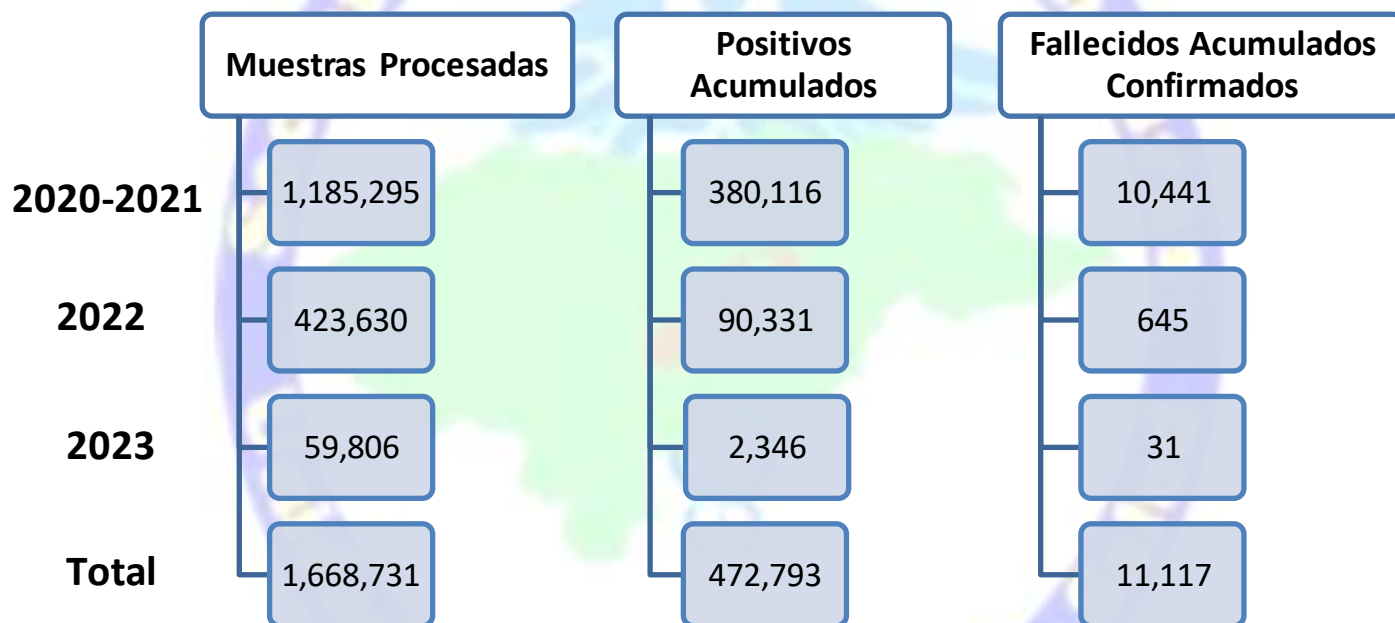 Muestras Procesadas
Positivos
Acumulados
Fallecidos Acumulados
Confirmados
2020-2021
1,185,295
380,116
10,441
2022
423,630
90,331
645
2023
59,806
2,346
31
Total
1,668,731
472,793
11,117